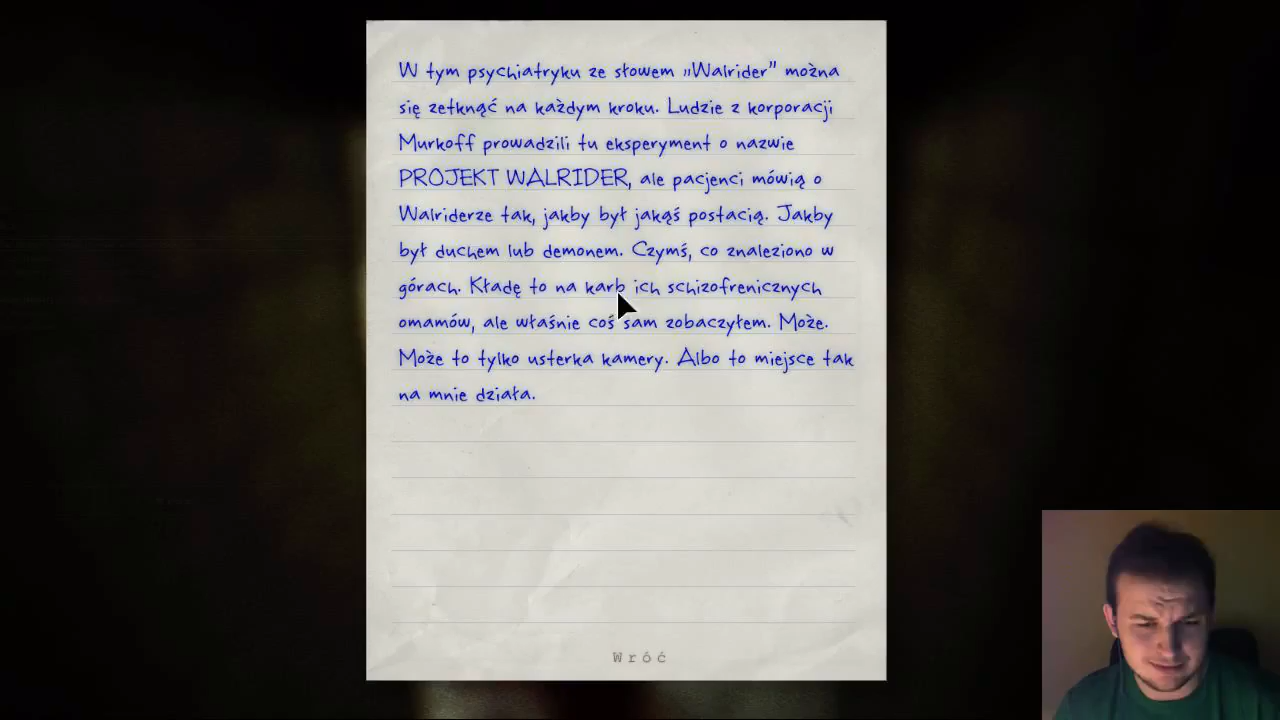 W tym psychiatryku ze słowem „Walrider” można
się zetknąć na każdym kroku. Ludzie z korporacji
Murkoff prowadzili tu eksperyment o nazwie
PROJEKT WALRIDER, ale pacjenci mówią o
Walriderze tak, jakby był jakąś postacią. Jakby
był duchem lub demonem. Czymś, co znaleziono w
górach. Kładę to na karb ich schizofrenicznych
omamów, ale właśnie coś sam zobaczyłem. Może.
Może to tylko usterka kamery. Albo to miejsce tak
na mnie działa.
Wróć